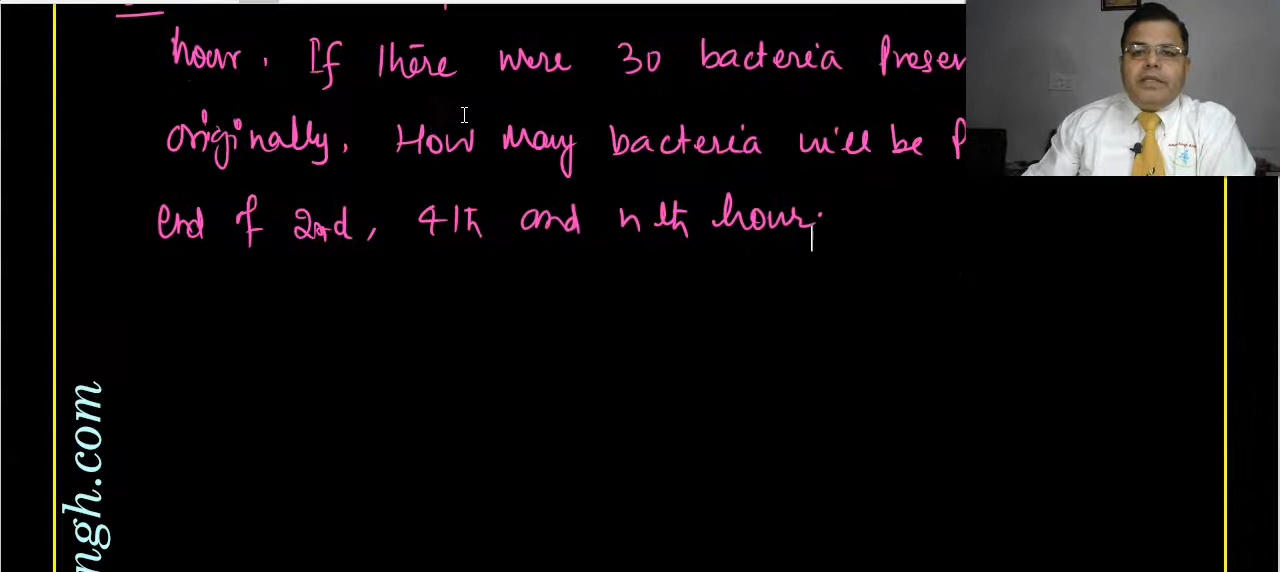 hour. If there were 30 bacteria Presen
originally. How many bacteria will be P
end of 2nd, 4th and nth hour.
ngh.com